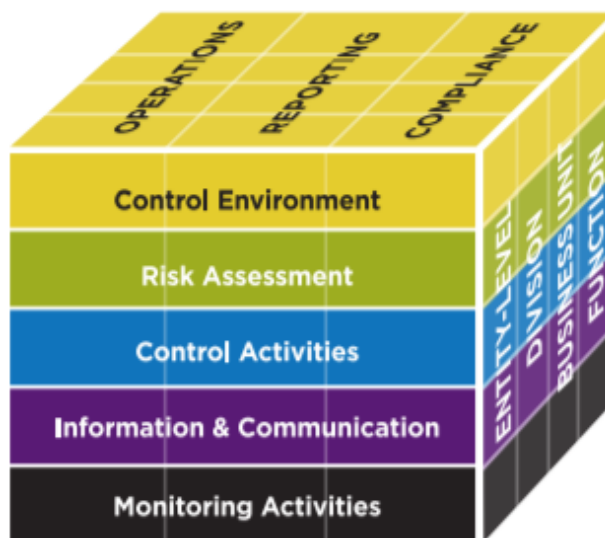 OPERATIONS
REPORTING
COMPLIANCE
Control Environment
Risk Assessment
Control Activities
Information & Communication
Monitoring Activities
ENTITY-LEVEL
DIVISION
BUSINESS UNIT
FUNCTION